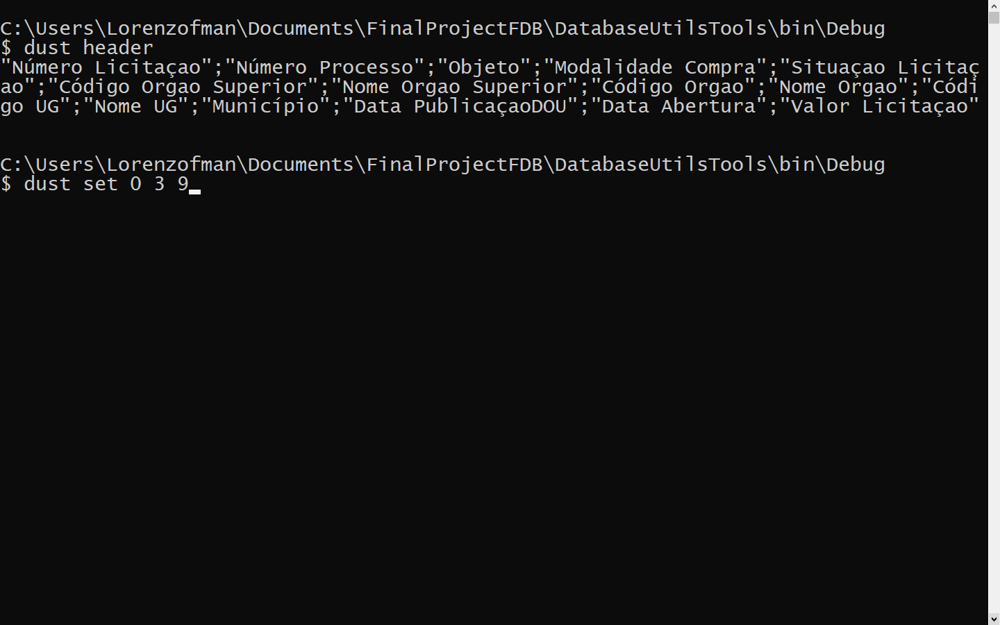 C:\Users\Lorenzofman\Documents\FinalProjectFDB\DatabaseUtilsTools\bin\Debug
$ dust header
"Número Licitaçao";"Número Processo";"Objeto";"Modalidade Compra";"Situaçao Licitaç
ao";"Código Orgao Superior";"Nome Orgao Superior";"Código Orgao";"Nome Orgao";"Códi
go UG";"Nome UG";"Município";"Data PublicaçaoDOU";"Data Abertura";"Valor Licitaçao"
C:\Users\Lorenzofman\Documents\FinalProjectFDB\DatabaseUtilsTools\bin\Debug
$ dust set 0 3 9